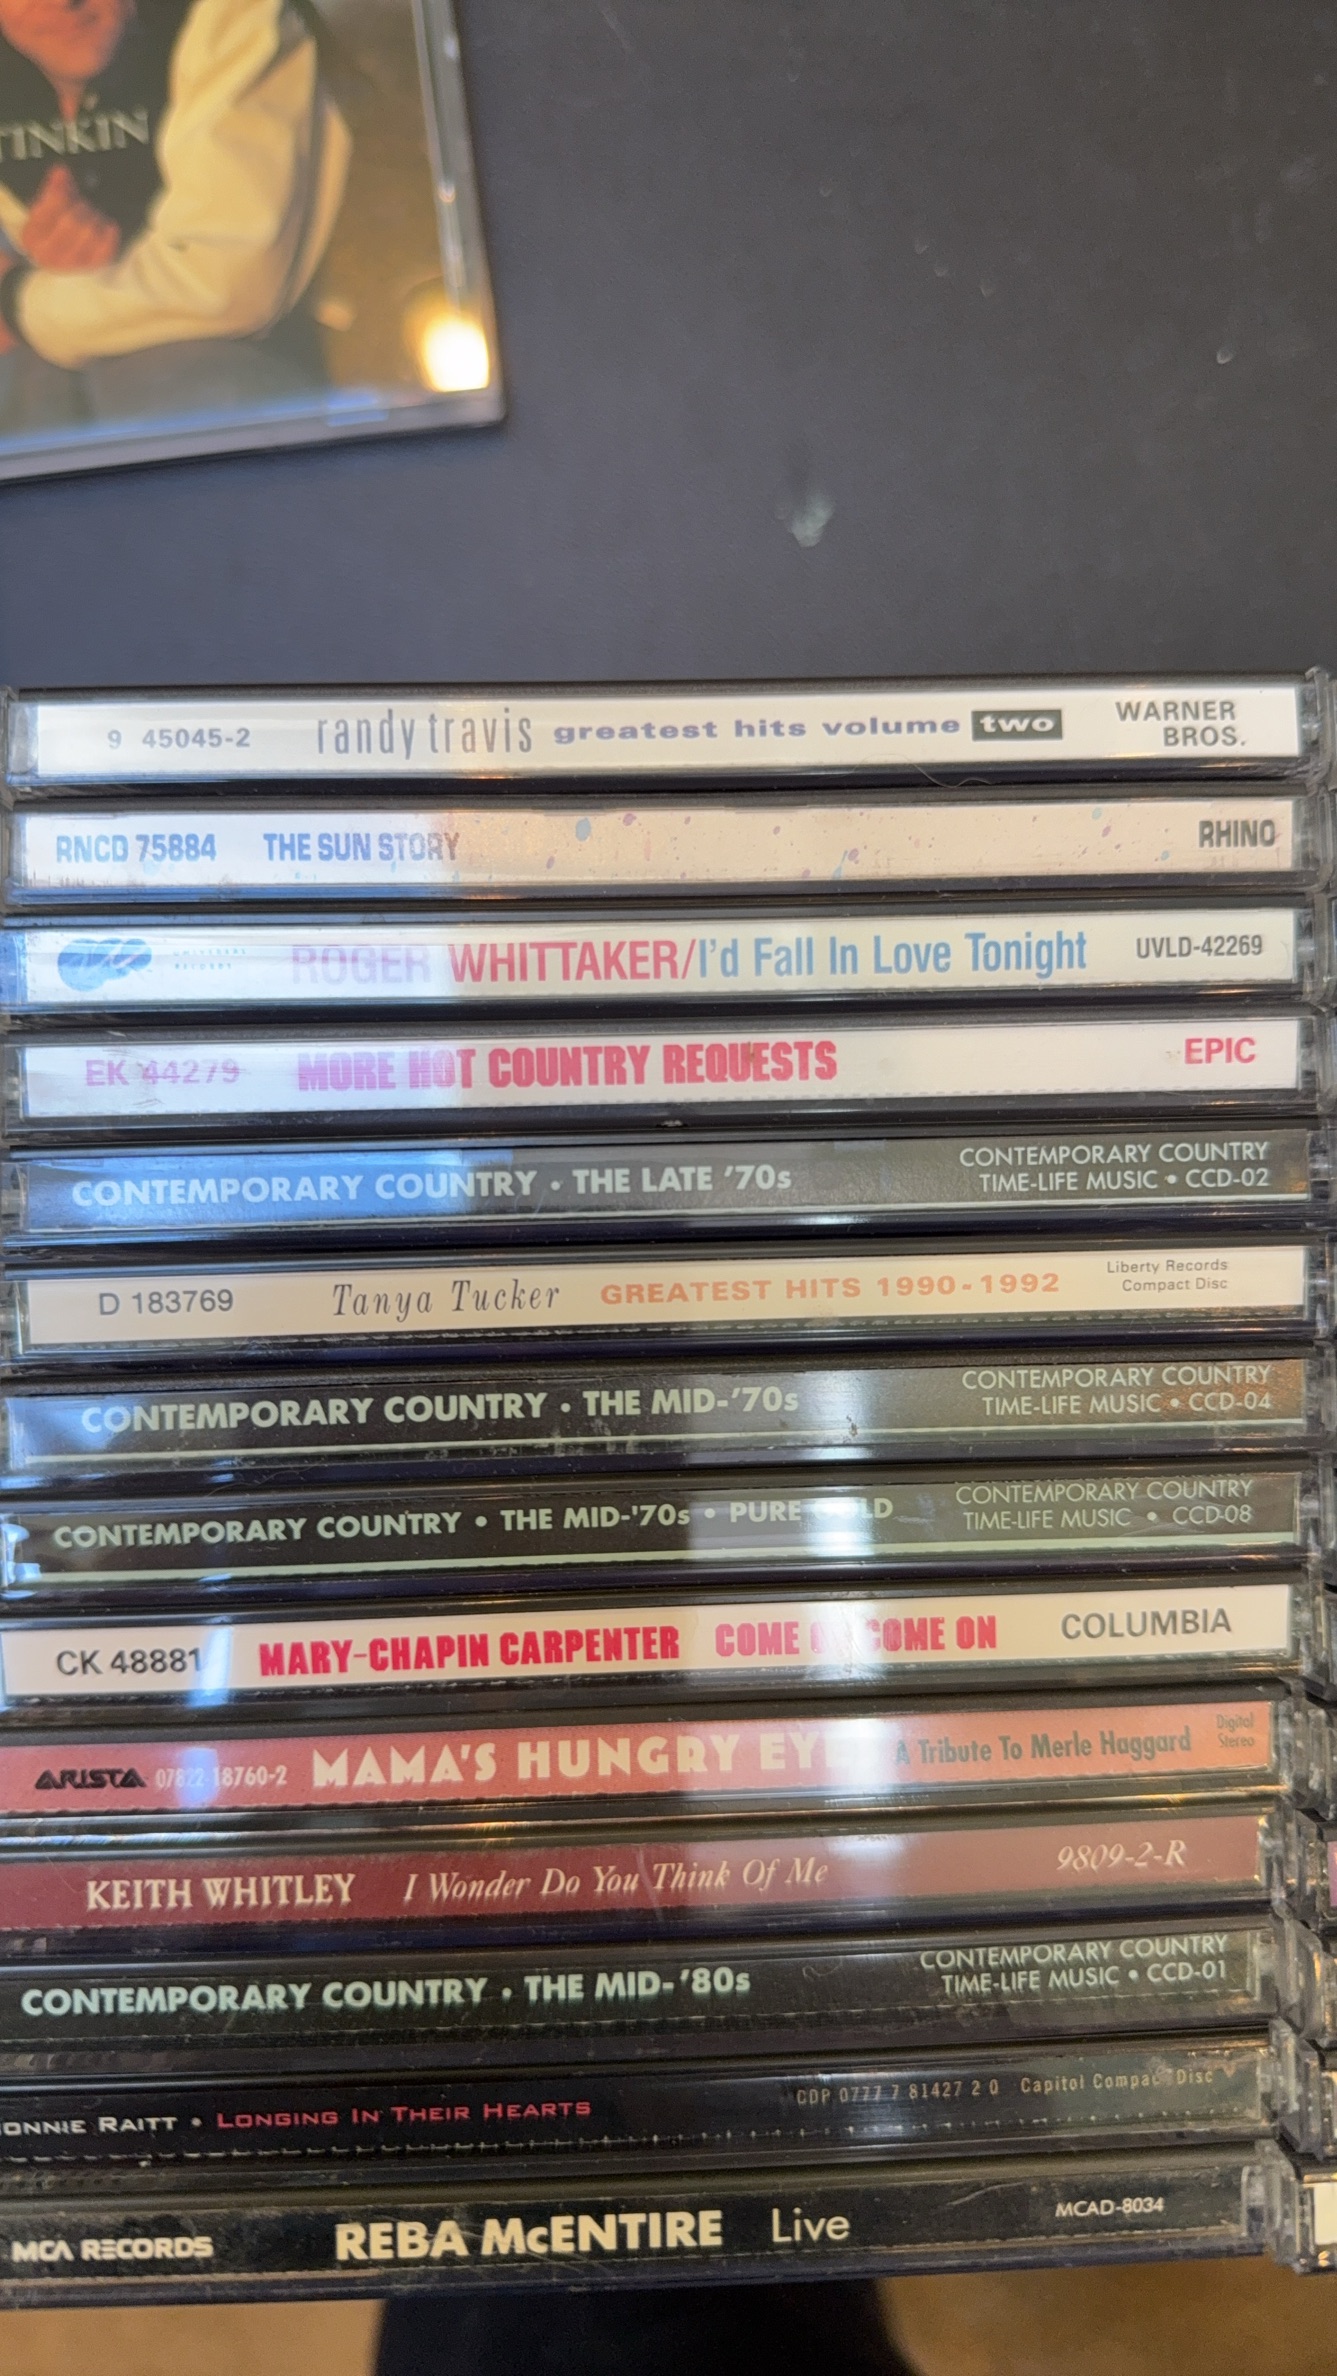 TINKIN
9 45045-2 randy travis greatest hits volume two WARNER BROS.
RNCD 75884 THE SUN STORY RHINO
UNIVERSAL RECORDS ROGER WHITTAKER/I'd Fall In Love Tonight UVLD-42269
EK 44279 MORE HOT COUNTRY REQUESTS EPIC
CONTEMPORARY COUNTRY • THE LATE '70s CONTEMPORARY COUNTRY
TIME-LIFE MUSIC • CCD-02
D 183769 Tanya Tucker GREATEST HITS 1990-1992 Liberty Records
Compact Disc
CONTEMPORARY COUNTRY • THE MID-'70s CONTEMPORARY COUNTRY
TIME-LIFE MUSIC • CCD-04
CONTEMPORARY COUNTRY • THE MID-'70s • PURE LD CONTEMPORARY COUNTRY
TIME-LIFE MUSIC • CCD-08
CK 48881 MARY-CHAPIN CARPENTER COME COME ON COLUMBIA
ARISTA 07822 18760-2 MAMA'S HUNGRY EY A Tribute To Merle Haggard Digital
Stereo
KEITH WHITLEY I Wonder Do You Think Of Me 9809-2-R
CONTEMPORARY COUNTRY • THE MID-'80s CONTEMPORARY COUNTRY
TIME-LIFE MUSIC • CCD-01
ONNIE RAITT • LONGING IN THEIR HEARTS CDP 0777 7 81427 2 0 Capitol Compact Disc
MCA RECORDS REBA McENTIRE Live MCAD-8034